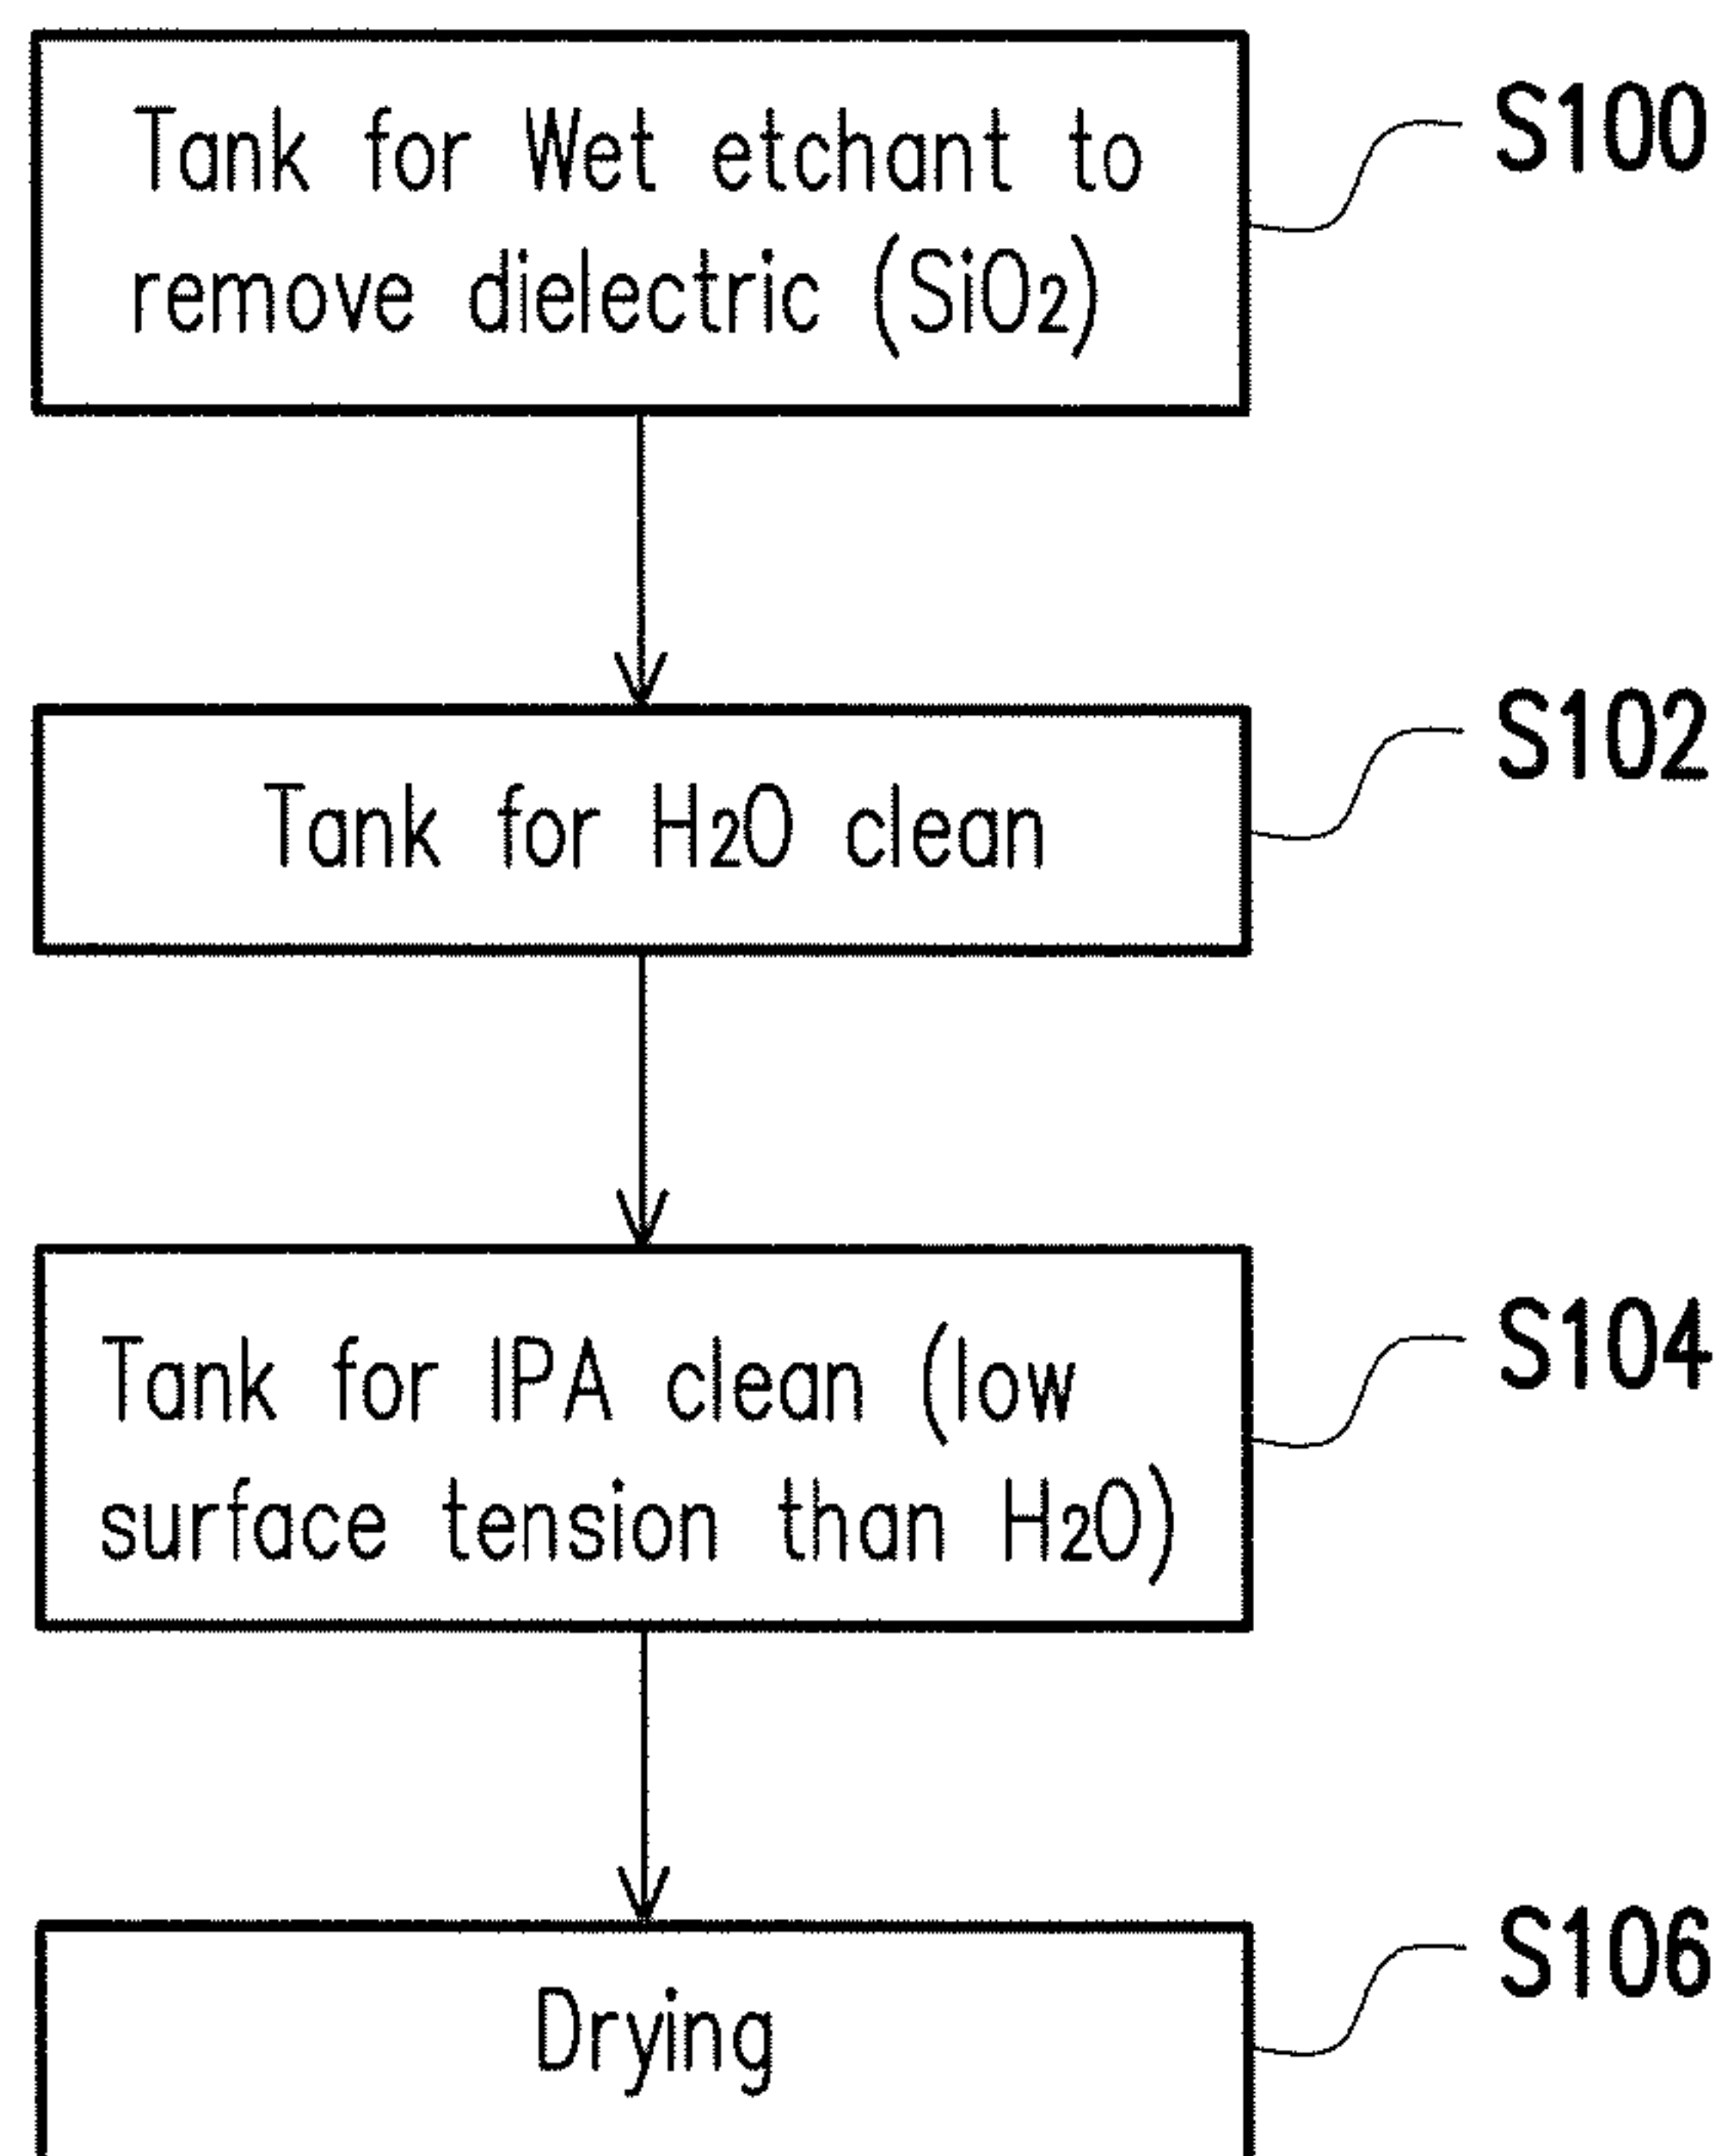 Tank for Wet etchant to
remove dielectric (SiO2)
S100
Tank for H2O clean
S102
Tank for IPA clean (low
surface tension than H2O)
S104
Drying
S106